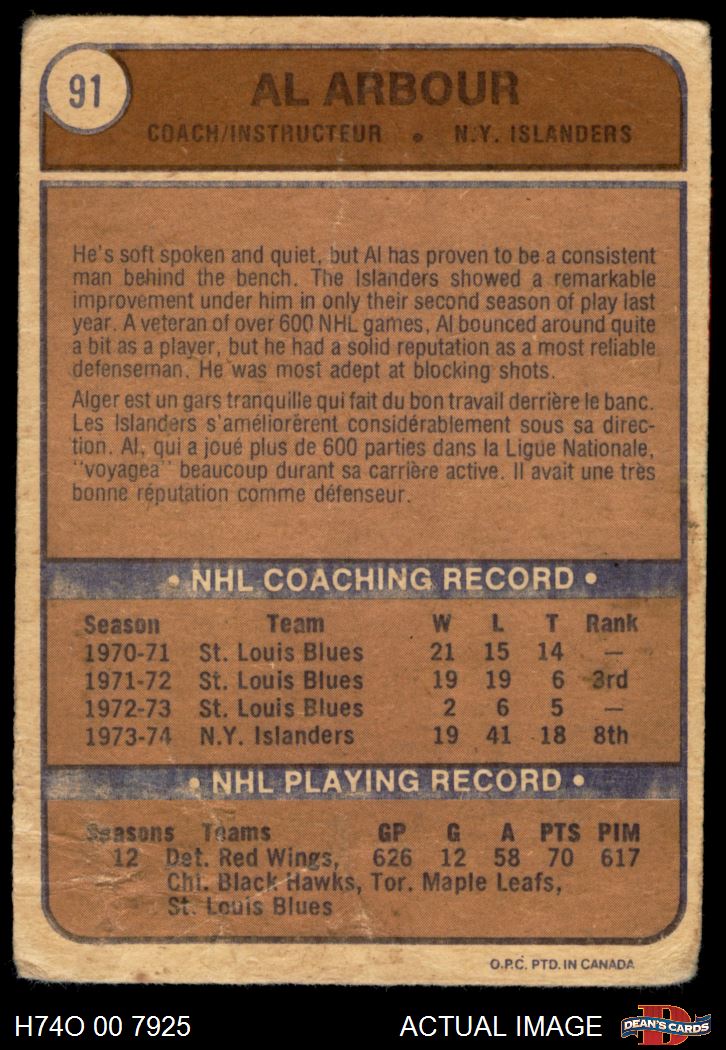 91
AL ARBOUR
COACH/INSTRUCTEUR • N.Y. ISLANDERS
He's soft spoken and quiet, but Al has proven to be a consistent
man behind the bench. The Islanders showed a remarkable
improvement under him in only their second season of play last
year. A veteran of over 600 NHL games, Al bounced around quite
a bit as a player, but he had a solid reputation as a most reliable
defenseman. He was most adept at blocking shots.
Alger est un gars tranquille qui fait du bon travail derrière le banc.
Les Islanders s'améliorèrent considérablement sous sa direc-
tion. Al, qui a joué plus de 600 parties dans la Ligue Nationale,
"voyagea" beaucoup durant sa carrière active. Il avait une très
bonne réputation comme défenseur.
• NHL COACHING RECORD •
Season Team W L T Rank
1970-71 St. Louis Blues 21 15 14 —
1971-72 St. Louis Blues 19 19 6 3rd
1972-73 St. Louis Blues 2 6 5 —
1973-74 N.Y. Islanders 19 41 18 8th
• NHL PLAYING RECORD •
Seasons Teams GP G A PTS PIM
12 Det. Red Wings, 626 12 58 70 617
Chi. Black Hawks, Tor. Maple Leafs,
St. Louis Blues
O.P.C. PTD. IN CANADA
H74O 00 7925 ACTUAL IMAGE
D
DEAN'S CARDS